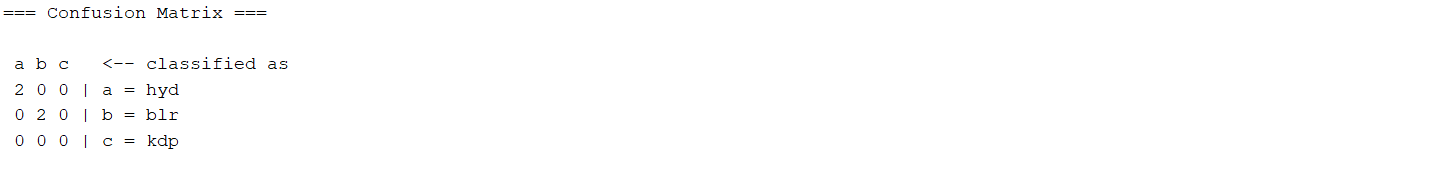 === Confusion Matrix ===
a b c <-- classified as
2 0 0 | a = hyd
0 2 0 | b = blr
0 0 0 | c = kdp